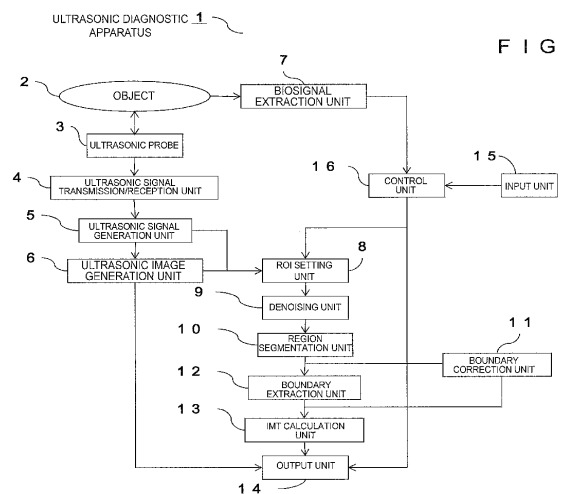 ULTRASONIC DIAGNOSTIC 1
APPARATUS
F I G
7
2
OBJECT
BIOSIGNAL
EXTRACTION UNIT
3
ULTRASONIC PROBE
1 6
1 5
4
ULTRASONIC SIGNAL
TRANSMISSION/RECEPTION UNIT
CONTROL
UNIT
INPUT UNIT
5
ULTRASONIC SIGNAL
GENERATION UNIT
6
ULTRASONIC IMAGE
GENERATION UNIT
ROI SETTING
UNIT
8
9
DENOISING UNIT
1 0
REGION
SEGMENTATION UNIT
1 1
BOUNDARY
CORRECTION UNIT
1 2
BOUNDARY
EXTRACTION UNIT
1 3
IMT CALCULATION
UNIT
OUTPUT UNIT
1 4